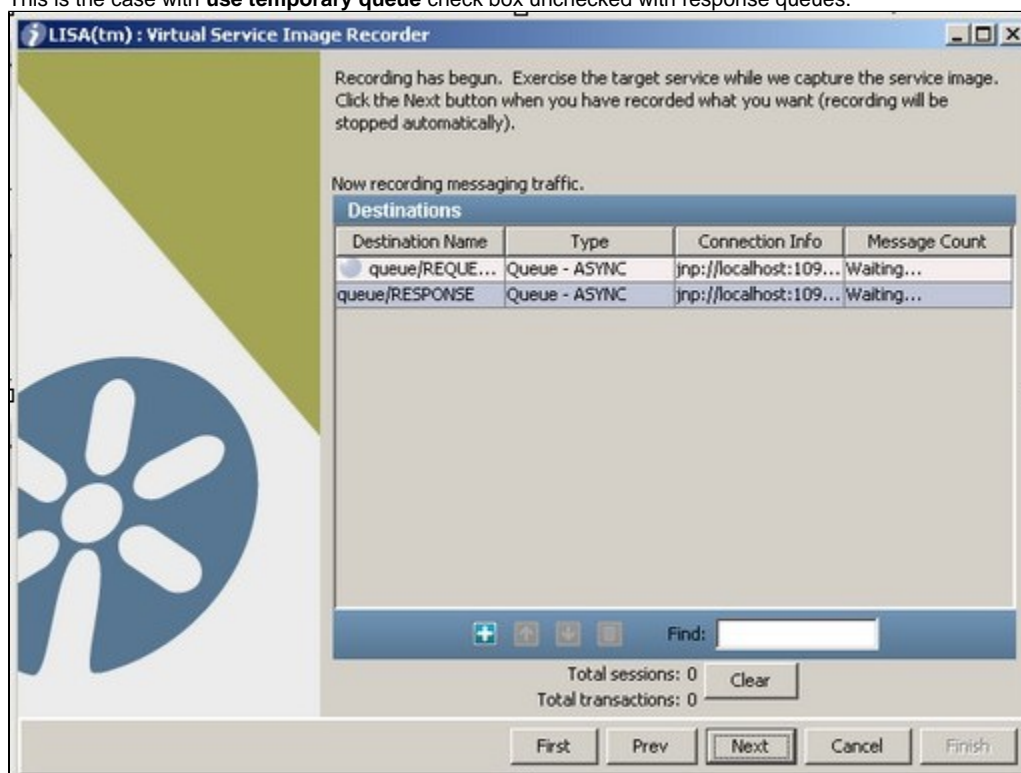 This is the case with use temporary queue check box unchecked with response queues.
LISA(tm) : Virtual Service Image Recorder
Recording has begun. Exercise the target service while we capture the service image.
Click the Next button when you have recorded what you want (recording will be
stopped automatically).
Now recording messaging traffic.
Destinations
Destination Name Type Connection Info Message Count
queue/REQUE... Queue - ASYNC jnp://localhost:109... Waiting...
queue/RESPONSE Queue - ASYNC jnp://localhost:109... Waiting...
Find:
Total sessions: 0 Clear
Total transactions: 0
First Prev Next Cancel Finish